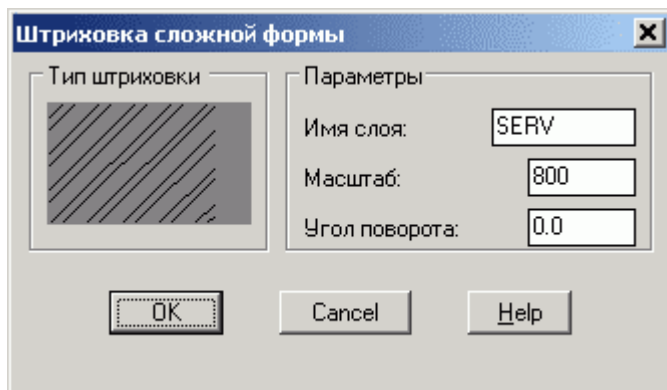 Штриховка сложной формы
Тип штриховки
Параметры
Имя слоя: SERV
Масштаб: 800
Угол поворота: 0.0
OK Cancel Help